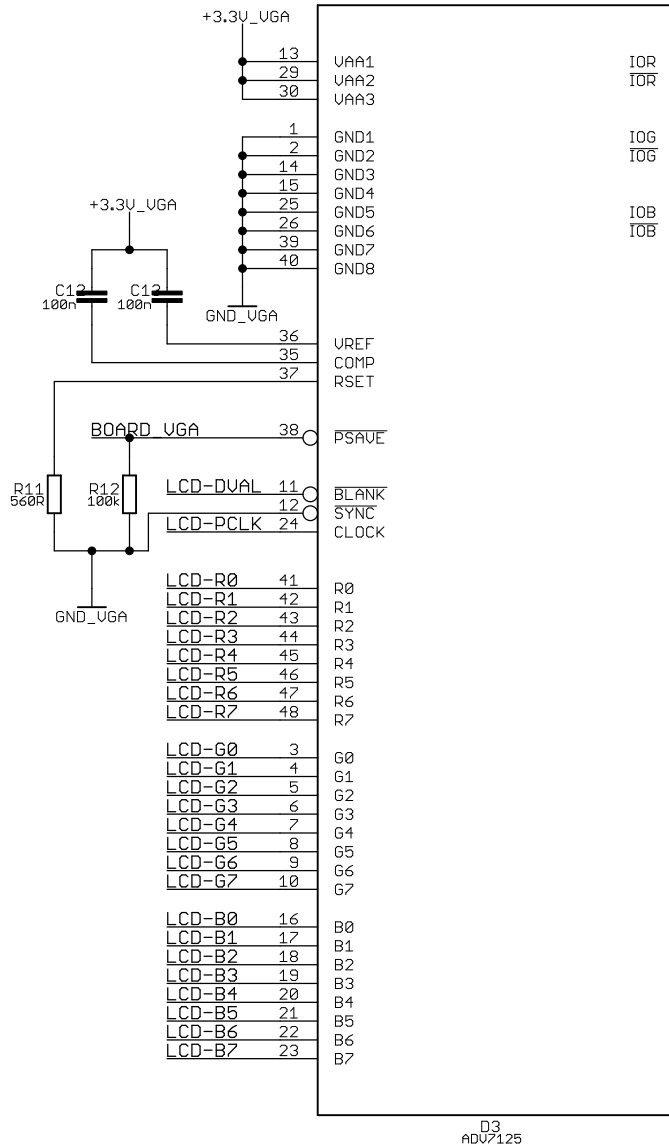 +3.3V_VGA
13 VAA1 IOR
29 VAA2 IOR
30 VAA3
1 GND1 IOG
2 GND2 IOG
14 GND3
15 GND4
25 GND5 IOB
26 GND6 IOB
39 GND7
40 GND8
+3.3V_VGA
C12 100n
C13 100n
GND_VGA
36 VREF
35 COMP
37 RSET
BOARD_VGA 38 PSAVE
R11 560R
R12 100k
LCD-DVAL 11 BLANK
12 SYNC
LCD-PCLK 24 CLOCK
GND_VGA
LCD-R0 41 R0
LCD-R1 42 R1
LCD-R2 43 R2
LCD-R3 44 R3
LCD-R4 45 R4
LCD-R5 46 R5
LCD-R6 47 R6
LCD-R7 48 R7
LCD-G0 3 G0
LCD-G1 4 G1
LCD-G2 5 G2
LCD-G3 6 G3
LCD-G4 7 G4
LCD-G5 8 G5
LCD-G6 9 G6
LCD-G7 10 G7
LCD-B0 16 B0
LCD-B1 17 B1
LCD-B2 18 B2
LCD-B3 19 B3
LCD-B4 20 B4
LCD-B5 21 B5
LCD-B6 22 B6
LCD-B7 23 B7
D3
ADV7125